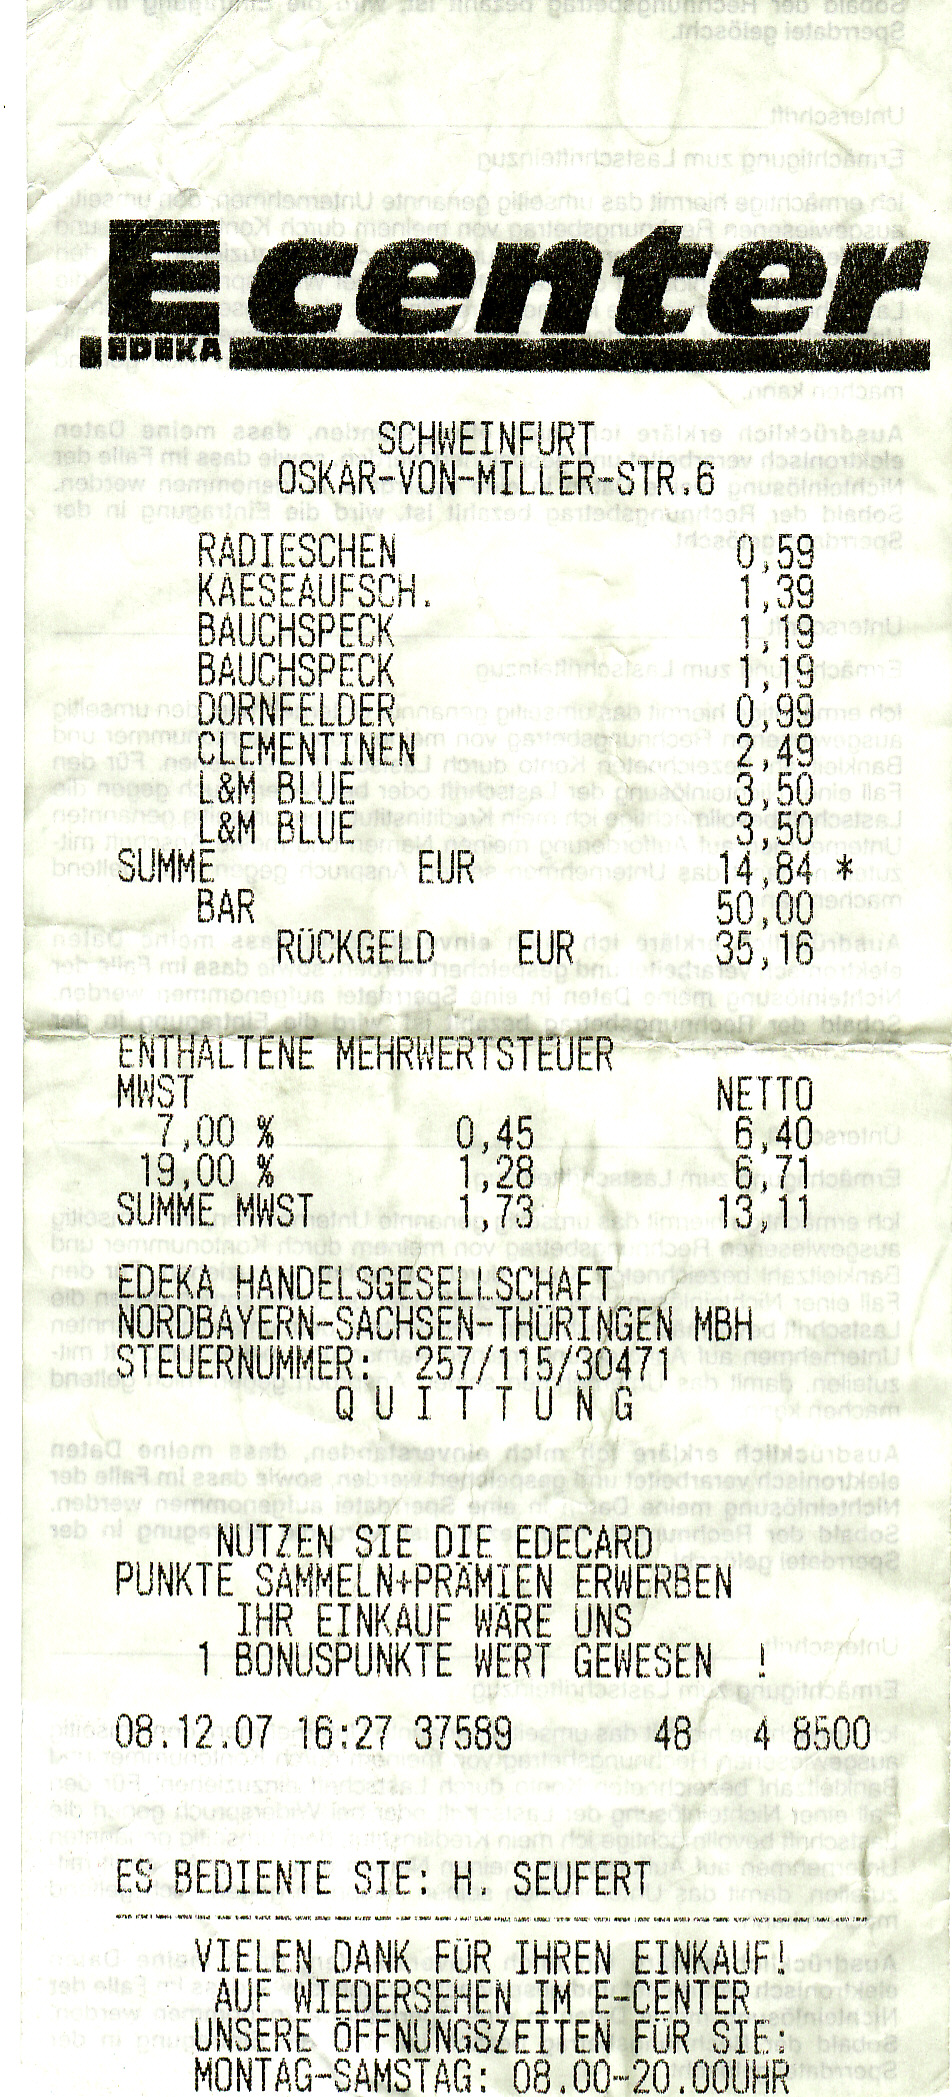 E center
EDEKA
SCHWEINFURT
OSKAR-VON-MILLER-STR.6
RADIESCHEN 0,59
KAESEAUFSCH. 1,39
BAUCHSPECK 1,19
BAUCHSPECK 1,19
DORNFELDER 0,99
CLEMENTINEN 2,49
L&M BLUE 3,50
L&M BLUE 3,50
SUMME EUR 14,84 *
BAR 50,00
RÜCKGELD EUR 35,16
ENTHALTENE MEHRWERTSTEUER
MWST NETTO
7,00 % 0,45 6,40
19,00 % 1,28 6,71
SUMME MWST 1,73 13,11
EDEKA HANDELSGESELLSCHAFT
NORDBAYERN-SACHSEN-THÜRINGEN MBH
STEUERNUMMER: 257/115/30471
Q U I T T U N G
NUTZEN SIE DIE EDECARD
PUNKTE SAMMELN+PRÄMIEN ERWERBEN
IHR EINKAUF WÄRE UNS
1 BONUSPUNKTE WERT GEWESEN !
08.12.07 16:27 37589 48 4 8500
ES BEDIENTE SIE: H. SEUFERT
VIELEN DANK FÜR IHREN EINKAUF!
AUF WIEDERSEHEN IM E-CENTER
UNSERE ÖFFNUNGSZEITEN FÜR SIE:
MONTAG-SAMSTAG: 08.00-20.00UHR